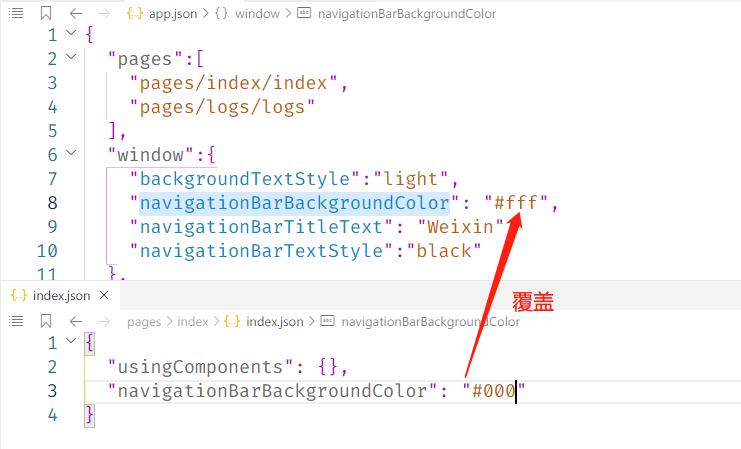 app.json > {} window > navigationBarBackgroundColor
1 {
2 "pages":[
3 "pages/index/index",
4 "pages/logs/logs"
5 ],
6 "window":{
7 "backgroundTextStyle":"light",
8 "navigationBarBackgroundColor": "#fff",
9 "navigationBarTitleText": "Weixin",
10 "navigationBarTextStyle":"black"
11 },
{..} index.json ×
覆盖
pages > index > {..} index.json > abc navigationBarBackgroundColor
1 {
2 "usingComponents": {},
3 "navigationBarBackgroundColor": "#000"
4 }